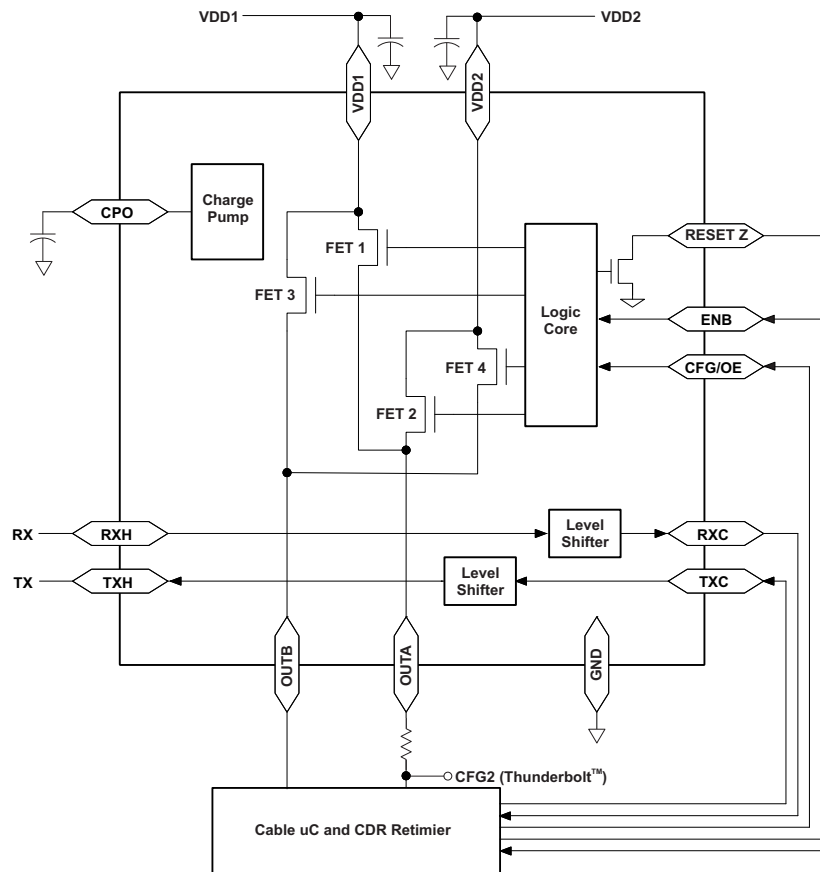 VDD1
VDD2
VDD1
VDD2
CPO
Charge
Pump
FET 1
RESET Z
FET 3
Logic
Core
ENB
FET 4
CFG/OE
FET 2
RX
RXH
Level
Shifter
RXC
TX
TXH
Level
Shifter
TXC
OUTB
OUTA
GND
CFG2 (Thunderbolt™)
Cable uC and CDR Retimier